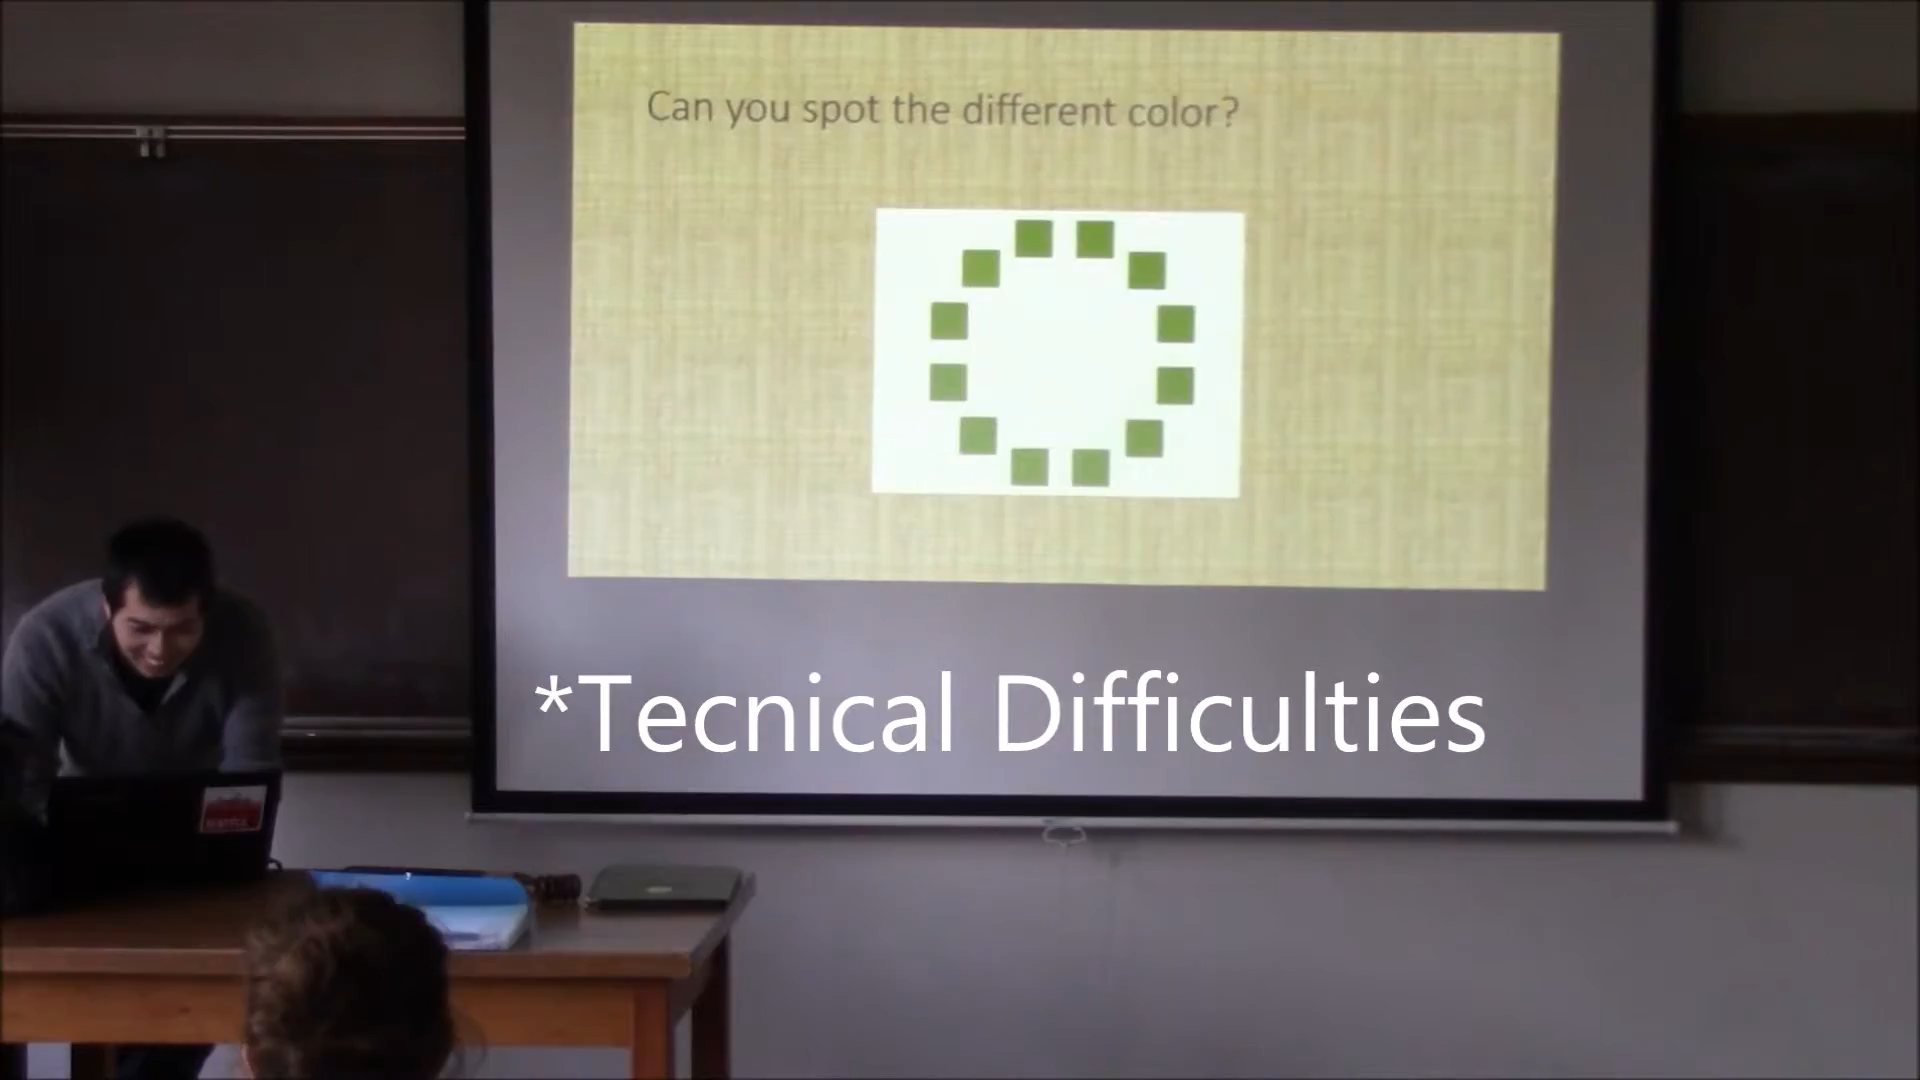 Can you spot the different color?
*Tecnical Difficulties